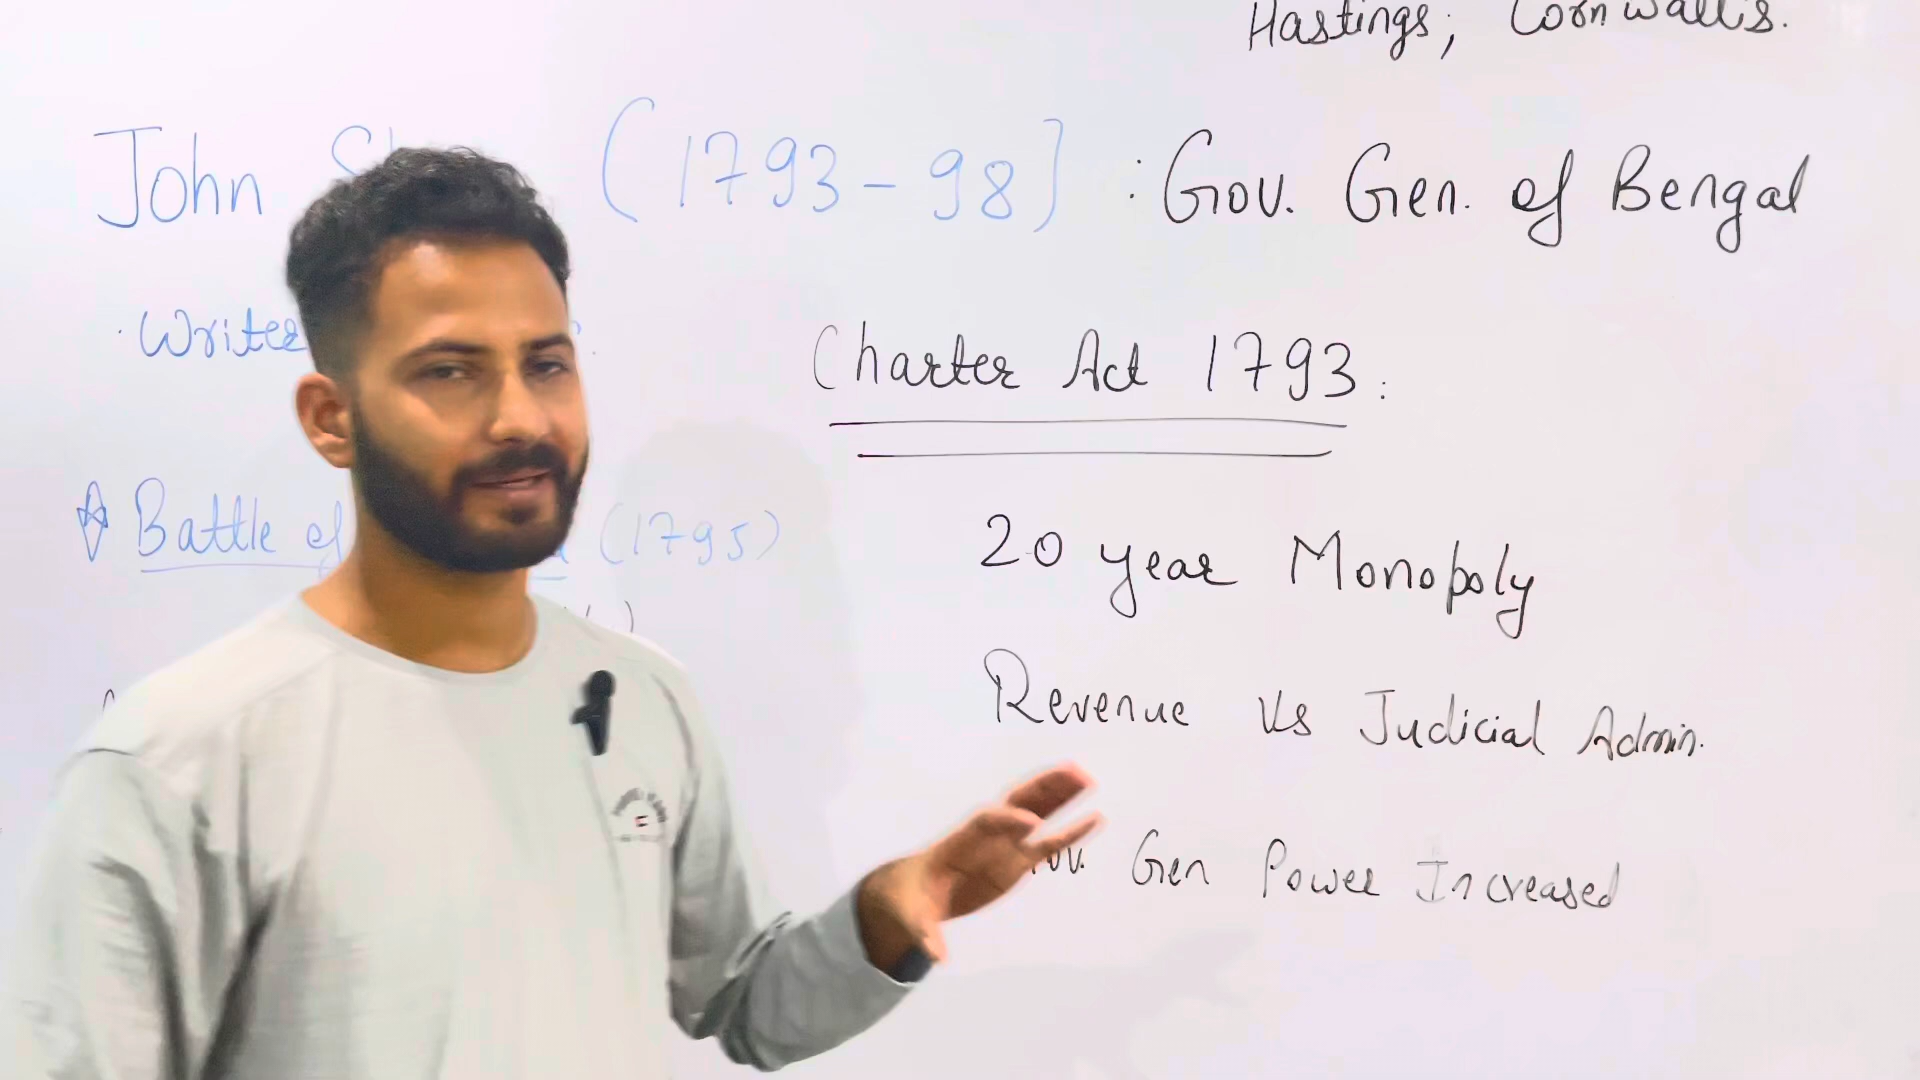 Hastings, Cornwallis.
John (1793-98] : Gov. Gen. of Bengal
Writer
Charter Act 1793:
Battle of (1795)
20 year Monopoly
Revenue Vs Judicial Admin.
Gen Power Increased